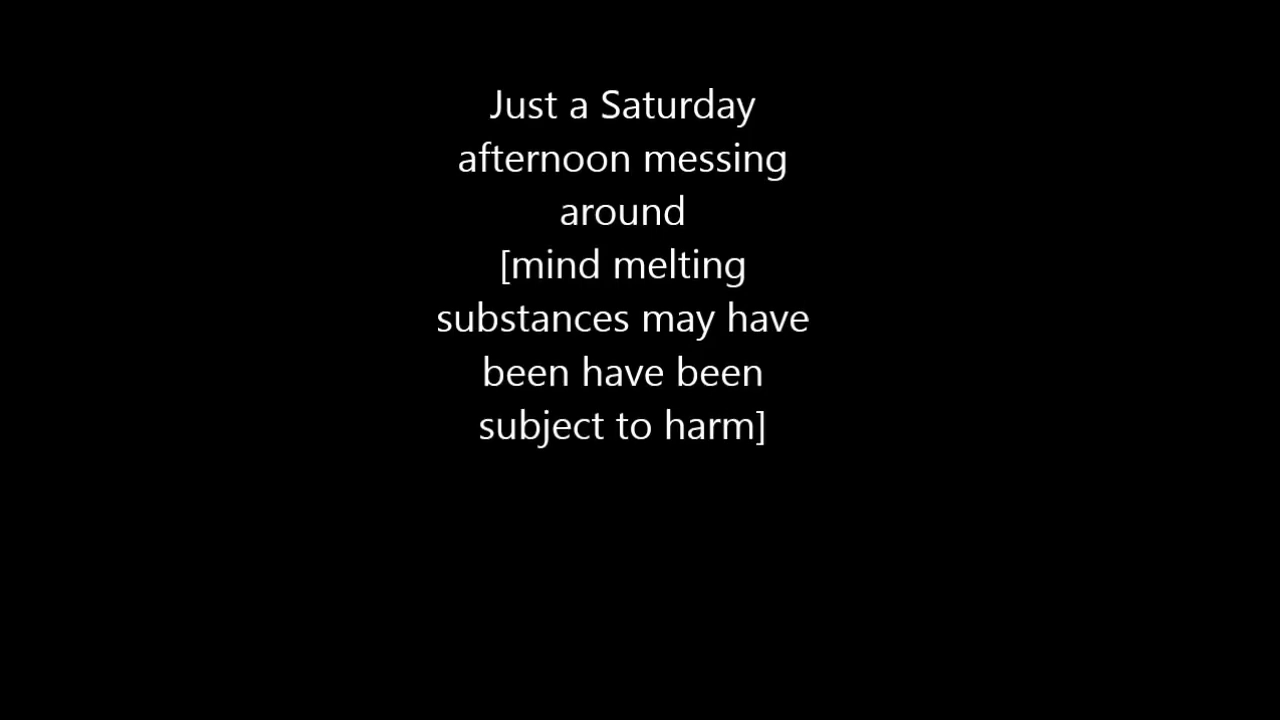 Just a Saturday
afternoon messing
around
[mind melting
substances may have
been have been
subject to harm]